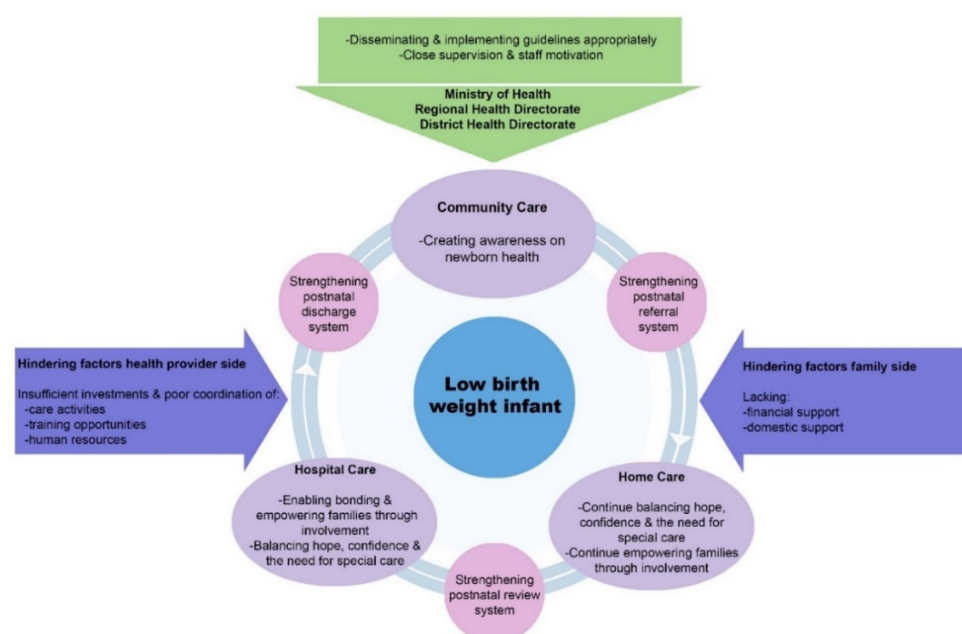 -Disseminating & implementing guidelines appropriately
-Close supervision & staff motivation
Ministry of Health
Regional Health Directorate
District Health Directorate
Community Care
-Creating awareness on
newborn health
Strengthening
postnatal
discharge
system
Strengthening
postnatal
referral
system
Hindering factors health provider side
Insufficient investments & poor coordination of:
-care activities
-training opportunities
-human resources
Low birth
weight infant
Hindering factors family side
Lacking:
-financial support
-domestic support
Hospital Care
-Enabling bonding &
empowering families through
involvement
-Balancing hope, confidence &
the need for special care
Home Care
-Continue balancing hope,
confidence & the need for
special care
-Continue empowering families
through involvement
Strengthening
postnatal review
system